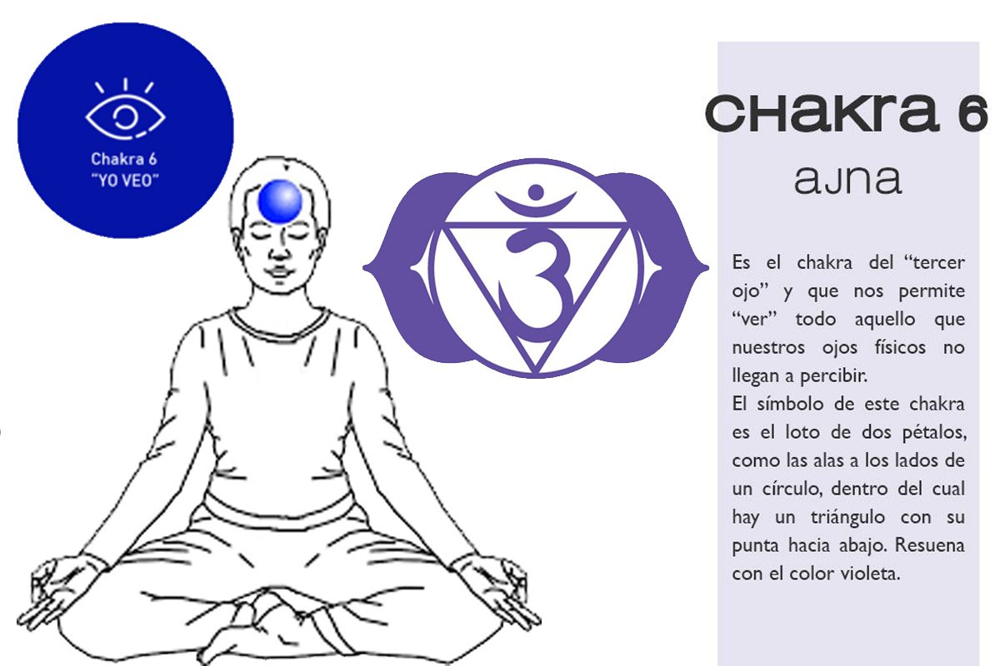 Chakra 6
"YO VEO"
CHakra 6
aJna
Es el chakra del “tercer
ojo” y que nos permite
“ver” todo aquello que
nuestros ojos físicos no
llegan a percibir.
El símbolo de este chakra
es el loto de dos pétalos,
como las alas a los lados de
un círculo, dentro del cual
hay un triángulo con su
punta hacia abajo. Resuena
con el color violeta.